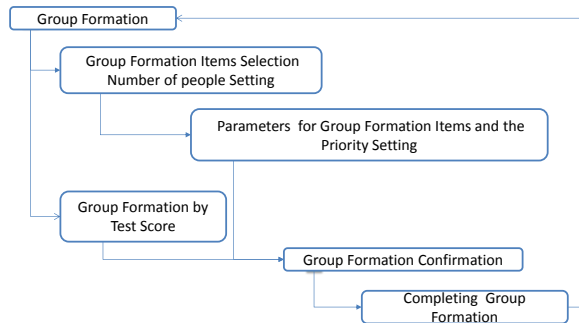 Group Formation
Group Formation Items Selection
Number of people Setting
Parameters for Group Formation Items and the
Priority Setting
Group Formation by
Test Score
Group Formation Confirmation
Completing Group
Formation